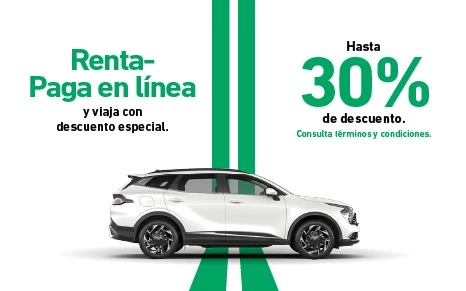 Renta-
Paga en línea
y viaja con
descuento especial.
Hasta
30%
de descuento.
Consulta términos y condiciones.